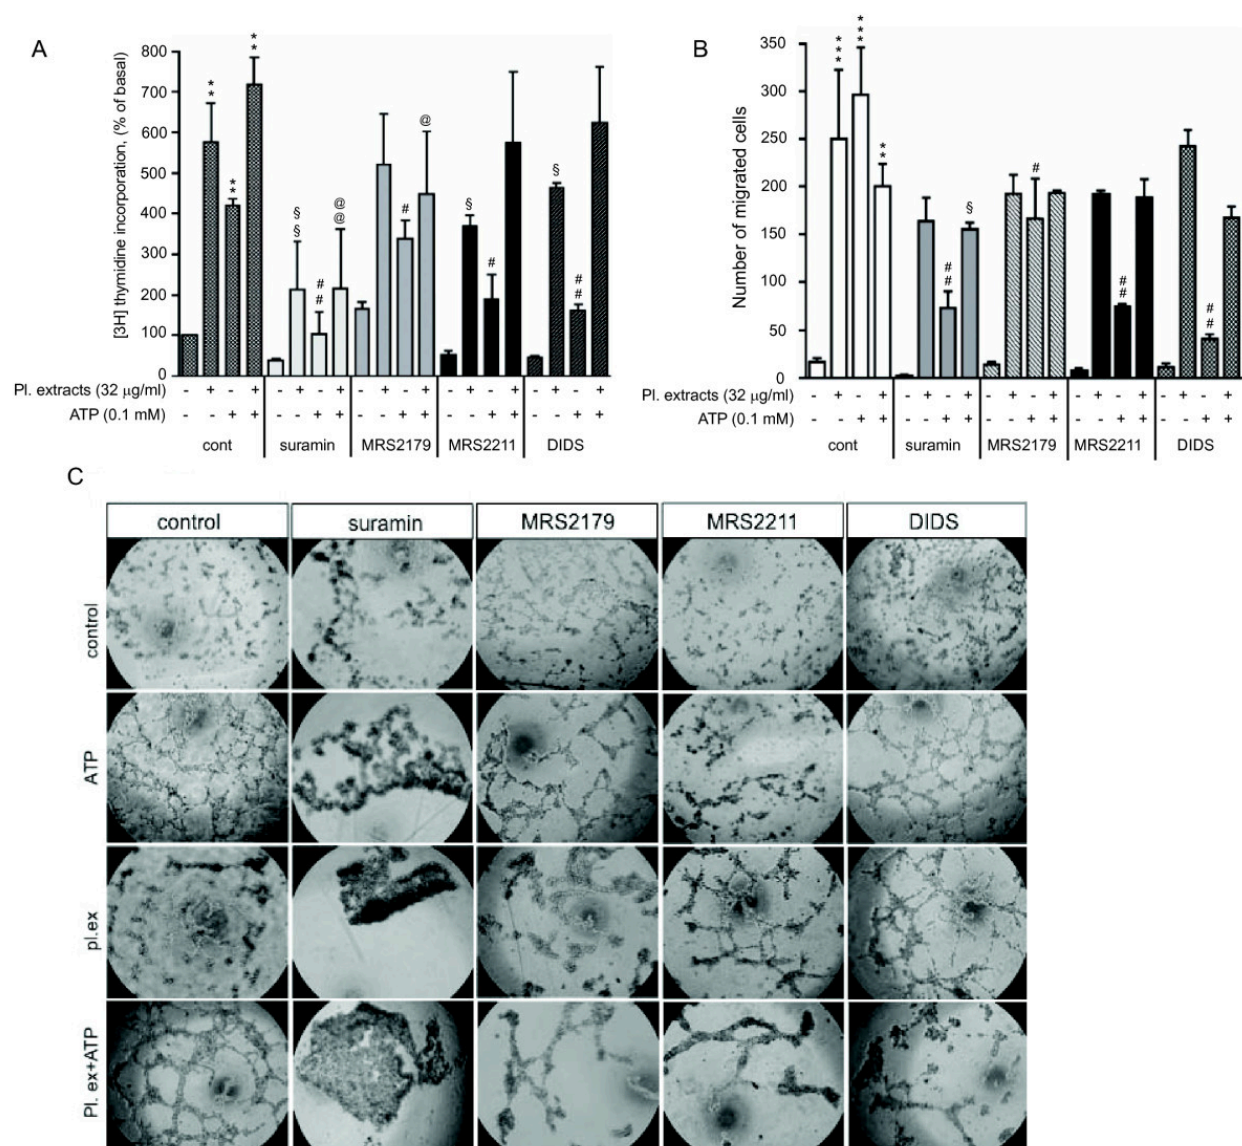 A
[3H] thymidine incorporation, (% of basal)
800
700
600
500
400
300
200
100
0
* *
* *
* *
* *
§ §
# #
@ @
#
@
§
#
§
# #
Pl. extracts (32 µg/ml) - + - + - + - + - + - + - + - + - + - +
ATP (0.1 mM) - - + + - - + + - - + + - - + + - - + +
cont suramin MRS2179 MRS2211 DIDS
B
Number of migrated cells
350
300
250
200
150
100
50
0
* * *
* * *
* *
# #
§
#
# #
# #
Pl. extracts (32 µg/ml) - + - + - + - + - + - + - + - + - + - +
ATP (0.1 mM) - - + + - - + + - - + + - - + + - - + +
cont suramin MRS2179 MRS2211 DIDS
C
control suramin MRS2179 MRS2211 DIDS
control
ATP
pl.ex
Pl. ex+ATP